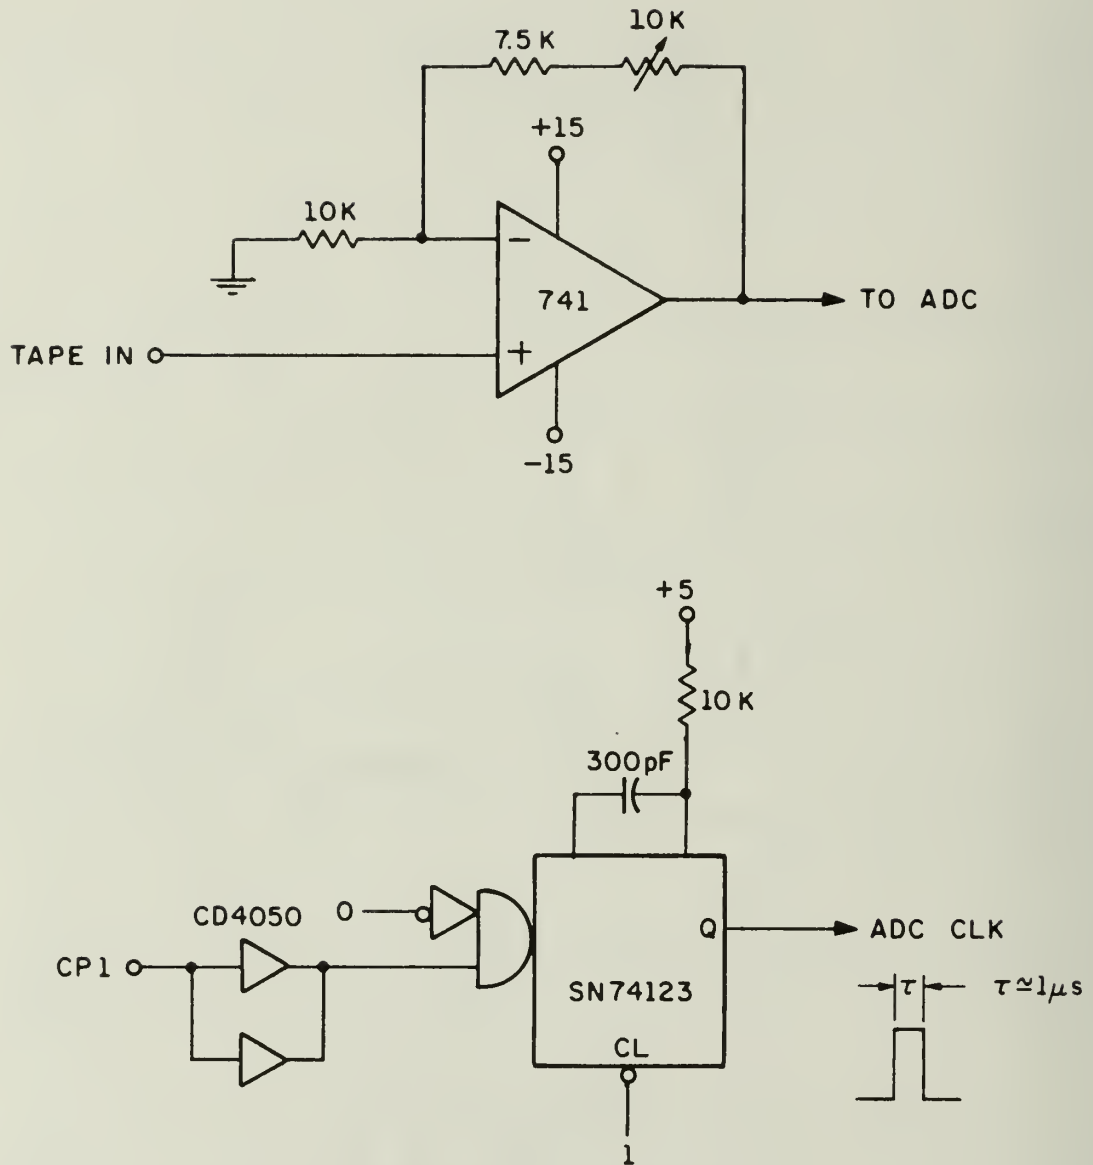 10K
7.5K
+15
10K
−
741
TO ADC
TAPE IN
+
−15
+5
10K
300pF
CD4050
0
Q
ADC CLK
CP1
SN74123
τ
τ≃1μs
CL
1